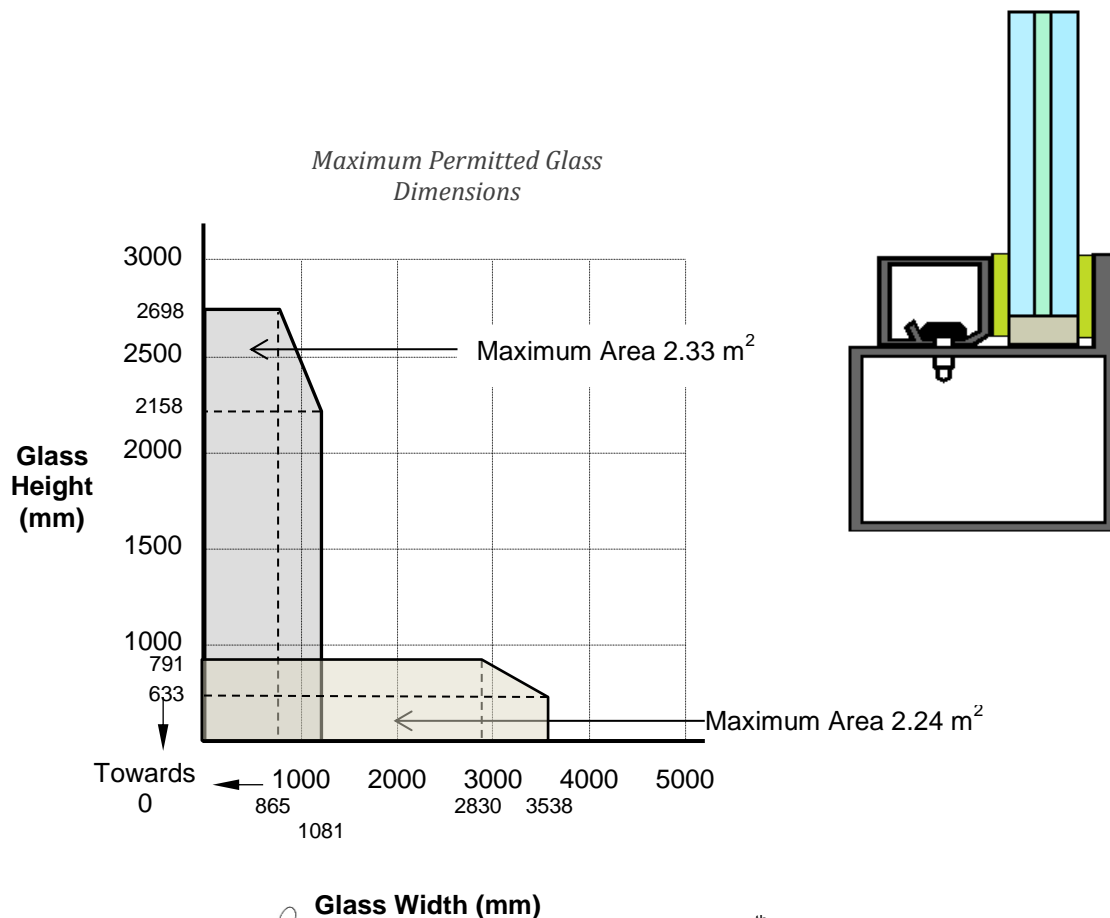 Maximum Permitted Glass
Dimensions
3000
2698
2500
Maximum Area 2.33 m²
2158
2000
Glass
Height
(mm)
1500
1000
791
633
Maximum Area 2.24 m²
Towards
0
1000 2000 3000 4000 5000
865 2830 3538
1081
Glass Width (mm)